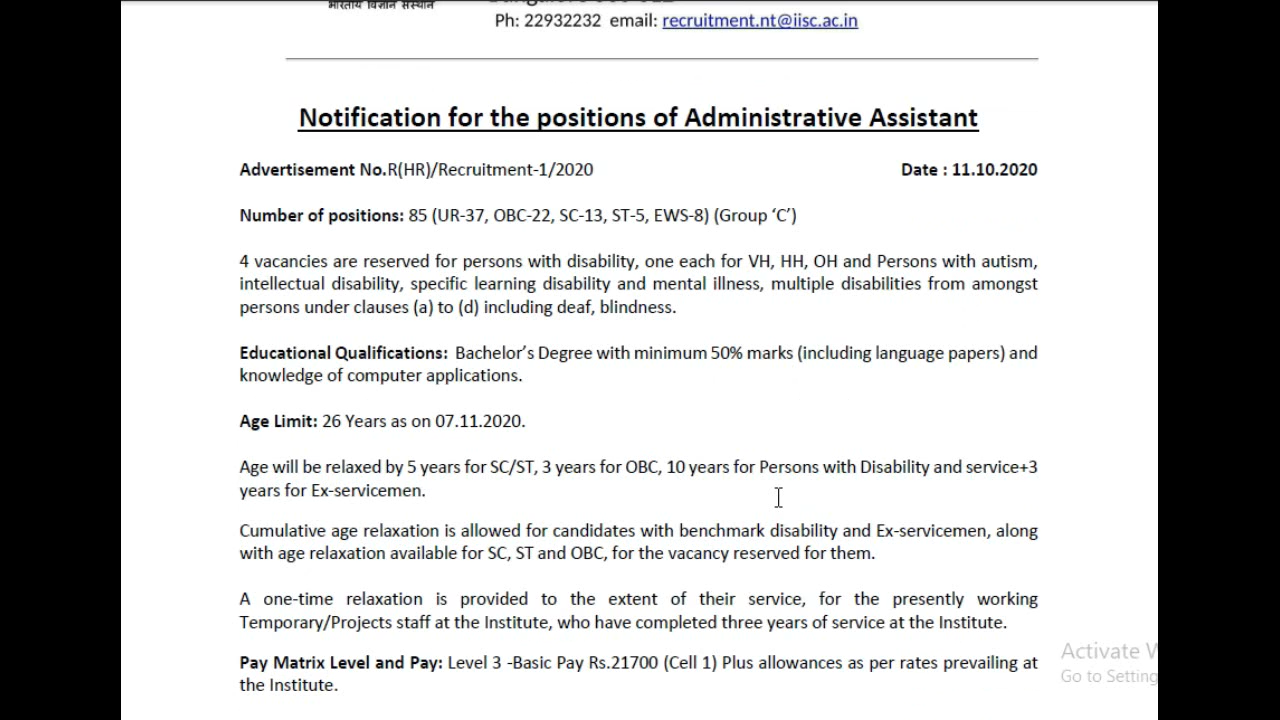 भारतीय विज्ञान संस्थान
Ph: 22932232 email: recruitment.nt@iisc.ac.in
Notification for the positions of Administrative Assistant
Advertisement No.R(HR)/Recruitment-1/2020 Date : 11.10.2020
Number of positions: 85 (UR-37, OBC-22, SC-13, ST-5, EWS-8) (Group ‘C’)
4 vacancies are reserved for persons with disability, one each for VH, HH, OH and Persons with autism,
intellectual disability, specific learning disability and mental illness, multiple disabilities from amongst
persons under clauses (a) to (d) including deaf, blindness.
Educational Qualifications: Bachelor’s Degree with minimum 50% marks (including language papers) and
knowledge of computer applications.
Age Limit: 26 Years as on 07.11.2020.
Age will be relaxed by 5 years for SC/ST, 3 years for OBC, 10 years for Persons with Disability and service+3
years for Ex-servicemen.
Cumulative age relaxation is allowed for candidates with benchmark disability and Ex-servicemen, along
with age relaxation available for SC, ST and OBC, for the vacancy reserved for them.
A one-time relaxation is provided to the extent of their service, for the presently working
Temporary/Projects staff at the Institute, who have completed three years of service at the Institute.
Activate W
Go to Setting
Pay Matrix Level and Pay: Level 3 -Basic Pay Rs.21700 (Cell 1) Plus allowances as per rates prevailing at
the Institute.